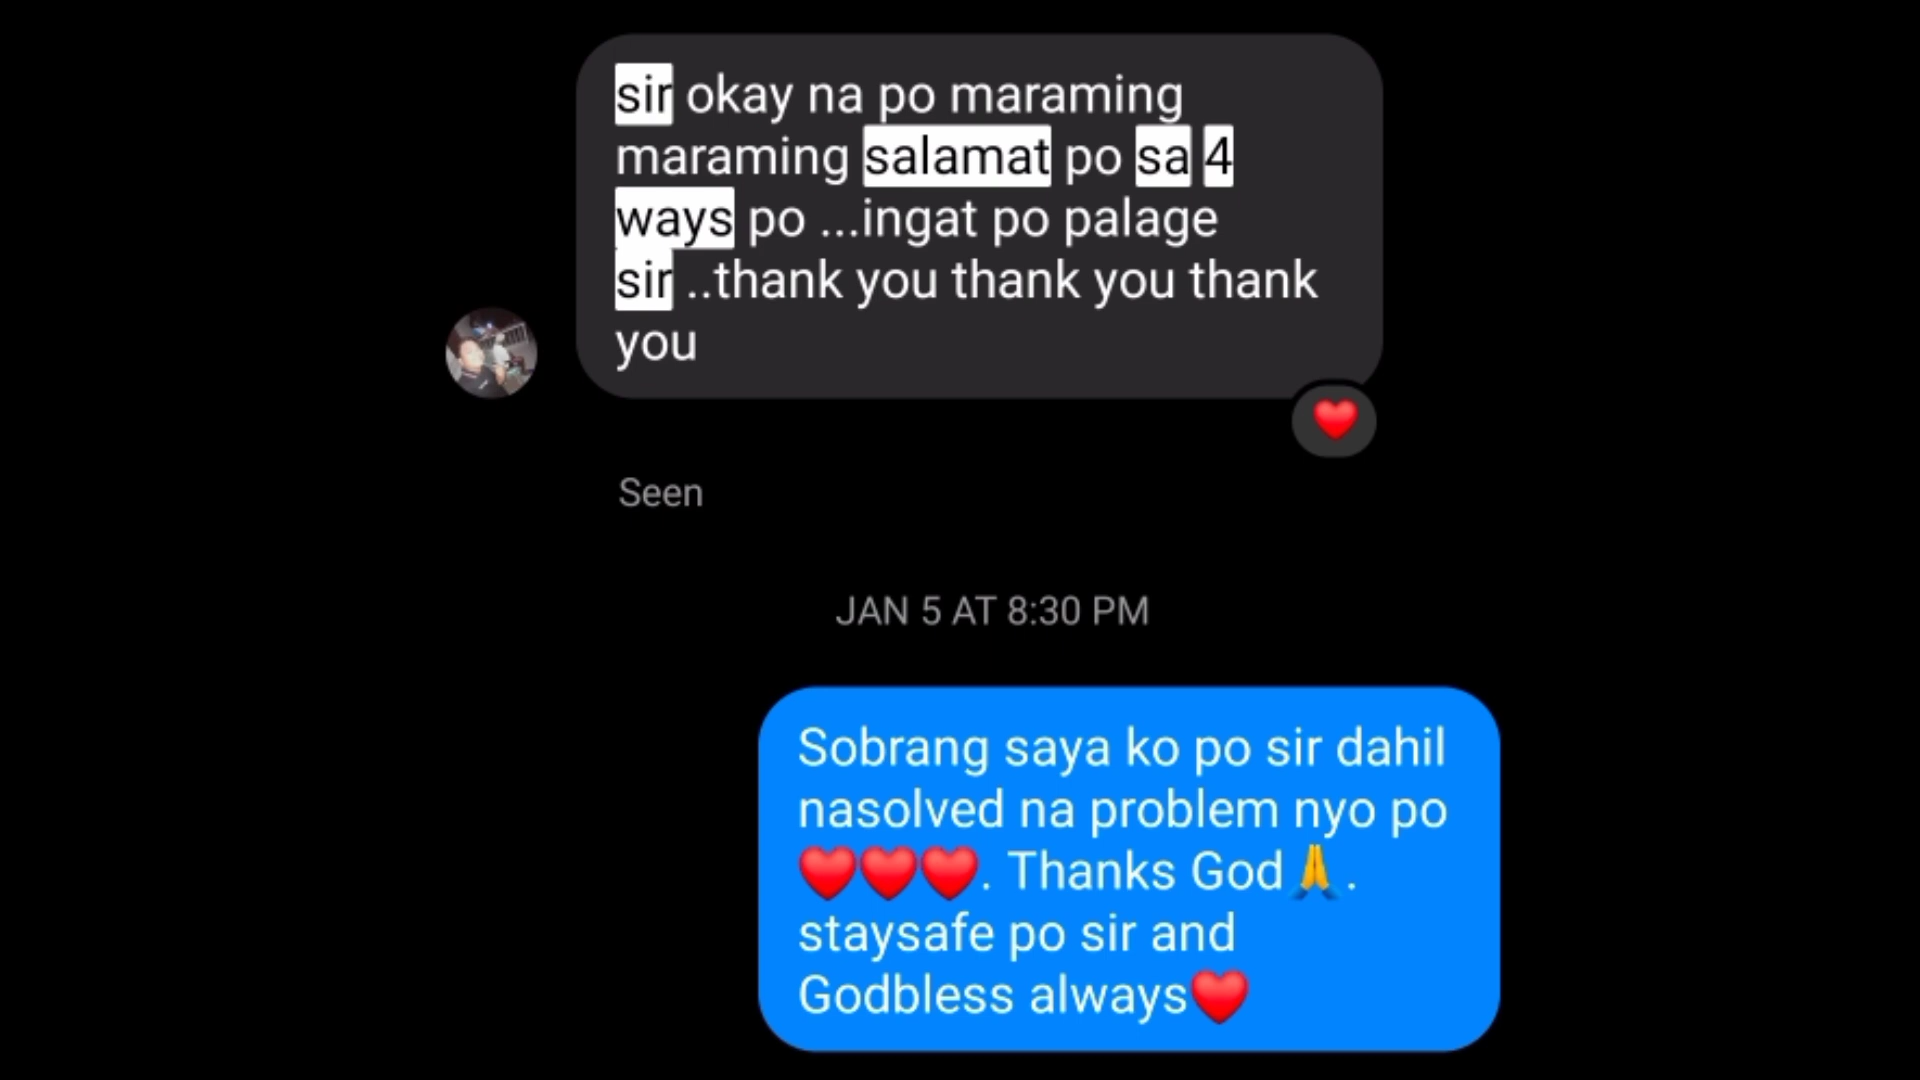 sir okay na po maraming
maraming salamat po sa 4
ways po ...ingat po palage
sir ..thank you thank you thank
you
❤️
Seen
JAN 5 AT 8:30 PM
Sobrang saya ko po sir dahil
nasolved na problem nyo po
❤️❤️❤️. Thanks God🙏.
staysafe po sir and
Godbless always❤️